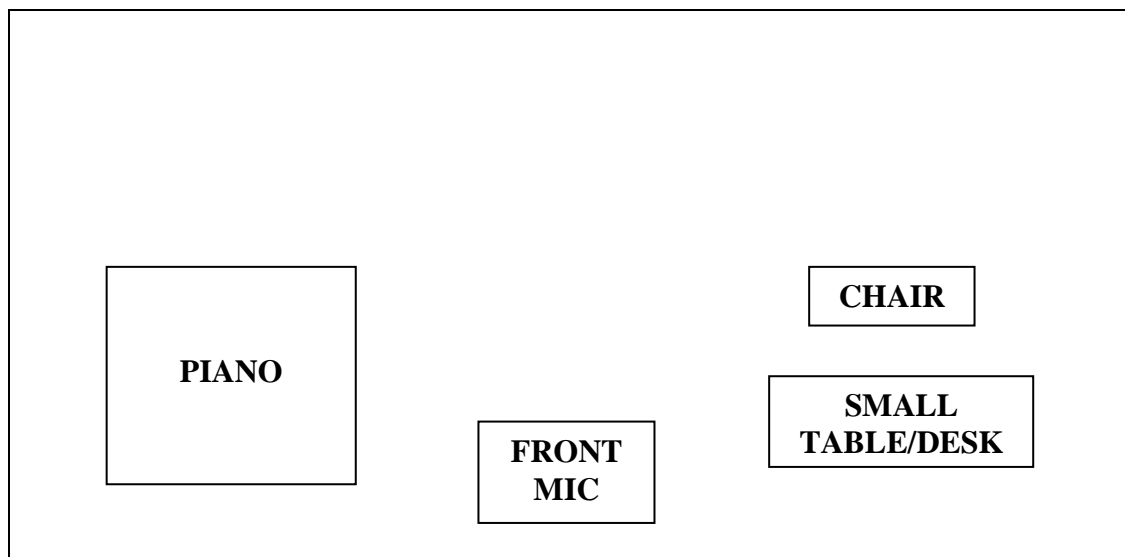 CHAIR
PIANO
SMALL
TABLE/DESK
FRONT
MIC